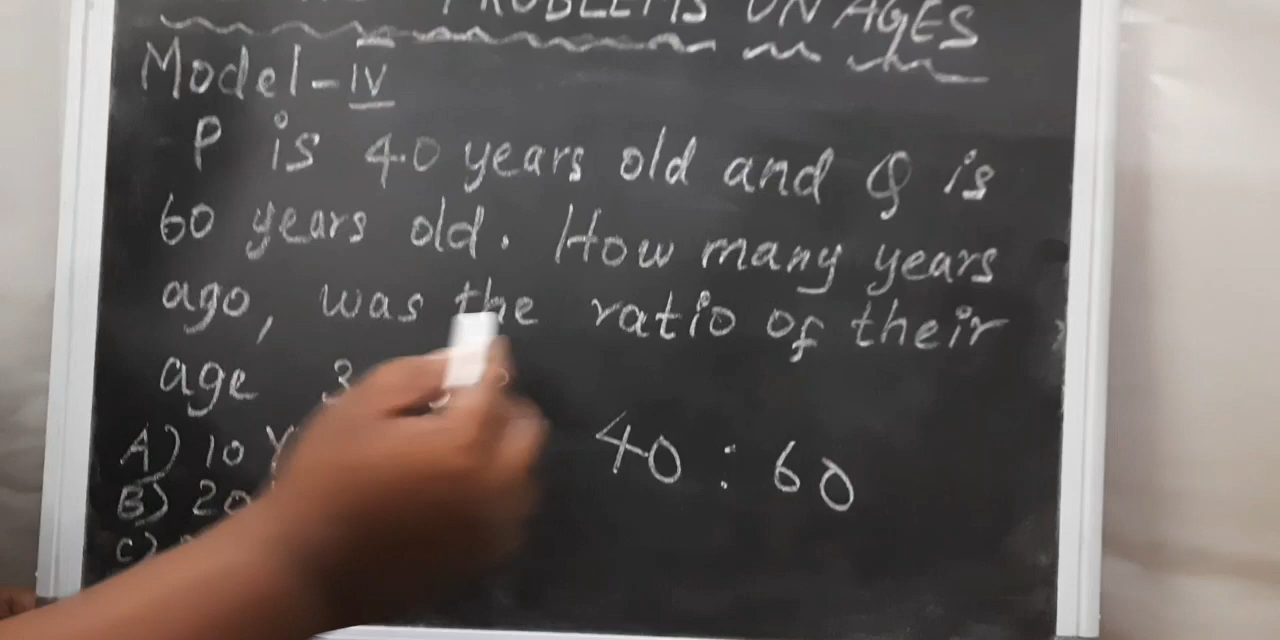 PROBLEMS ON AGES
Model-IV
P is 40 years old and Q is
60 years old. How many years
ago, was the ratio of their
age 3
A) 10
B) 20
C)
40 : 60